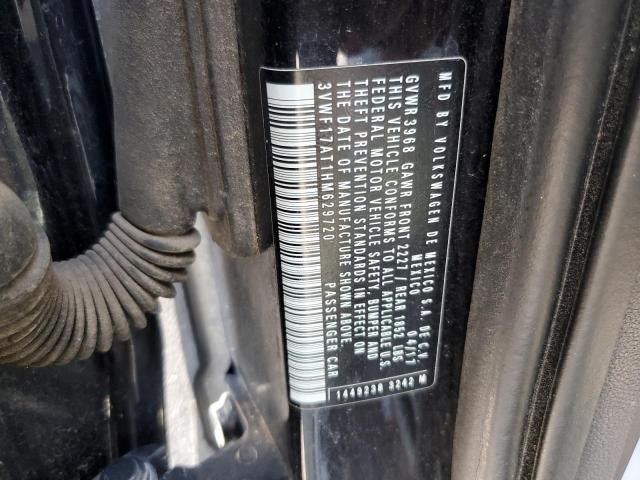 MFD BY VOLKSWAGEN DE MEXICO S.A. DE C.V.
MEXICO 04/17
GVWR 3968 GAWR FRONT 2227 REAR 1852 LBS
THIS VEHICLE CONFORMS TO ALL APPLICABLE U.S.
FEDERAL MOTOR VEHICLE SAFETY, BUMPER AND
THEFT PREVENTION STANDARDS IN EFFECT ON
THE DATE OF MANUFACTURE SHOWN ABOVE.
3VWF17AT1HM629720 PASSENGER CAR
1449238 3242 M